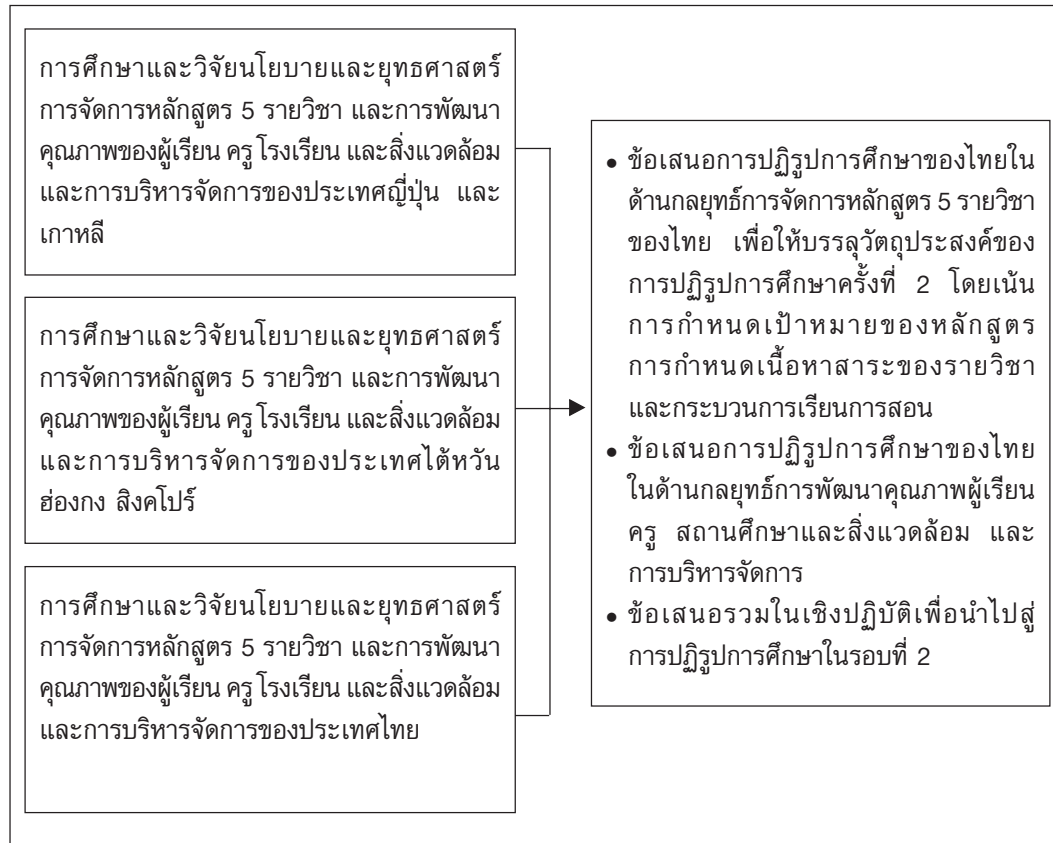 การศึกษาและวิจัยนโยบายและยุทธศาสตร์
การจัดการหลักสูตร 5 รายวิชา และการพัฒนา
คุณภาพของผู้เรียน ครู โรงเรียน และสิ่งแวดล้อม
และการบริหารจัดการของประเทศญี่ปุ่น และ
เกาหลี
การศึกษาและวิจัยนโยบายและยุทธศาสตร์
การจัดการหลักสูตร 5 รายวิชา และการพัฒนา
คุณภาพของผู้เรียน ครู โรงเรียน และสิ่งแวดล้อม
และการบริหารจัดการของประเทศไต้หวัน
ฮ่องกง สิงคโปร์
การศึกษาและวิจัยนโยบายและยุทธศาสตร์
การจัดการหลักสูตร 5 รายวิชา และการพัฒนา
คุณภาพของผู้เรียน ครู โรงเรียน และสิ่งแวดล้อม
และการบริหารจัดการของประเทศไทย
• ข้อเสนอการปฏิรูปการศึกษาของไทยใน
ด้านกลยุทธ์การจัดการหลักสูตร 5 รายวิชา
ของไทย เพื่อให้บรรลุวัตถุประสงค์ของ
การปฏิรูปการศึกษาครั้งที่ 2 โดยเน้น
การกำหนดเป้าหมายของหลักสูตร
การกำหนดเนื้อหาสาระของรายวิชา
และกระบวนการเรียนการสอน
• ข้อเสนอการปฏิรูปการศึกษาของไทย
ในด้านกลยุทธ์การพัฒนาคุณภาพผู้เรียน
ครู สถานศึกษาและสิ่งแวดล้อม และ
การบริหารจัดการ
• ข้อเสนอรวมในเชิงปฏิบัติเพื่อนำไปสู่
การปฏิรูปการศึกษาในรอบที่ 2